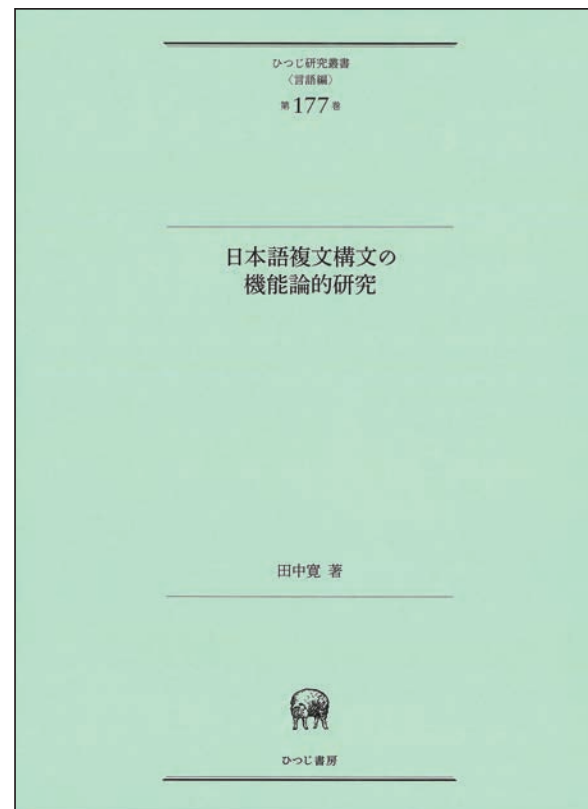 ひつじ研究叢書
〈言語編〉
第177巻
日本語複文構文の
機能論的研究
田中寛 著
ひつじ書房